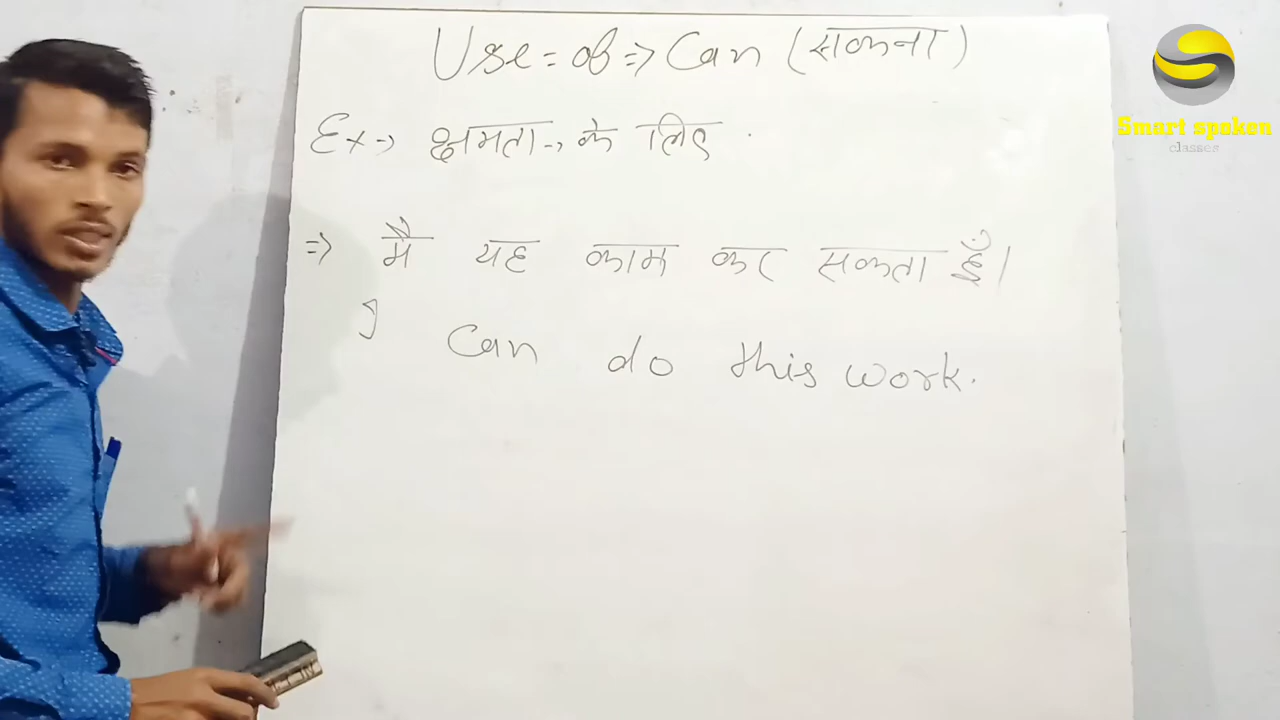 Use = of => Can (सकना)
Ex -> क्षमता -> के लिए .
=> मै यह काम कर सकता हूँ।
I Can do this work.
Smart spoken
classes